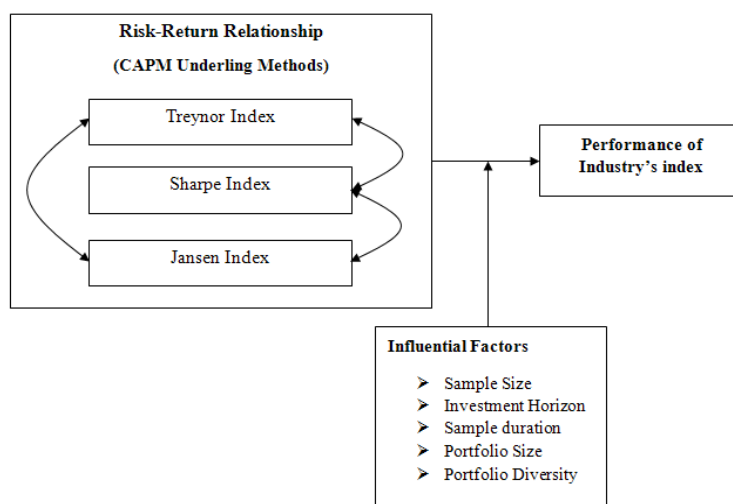 Risk-Return Relationship
(CAPM Underling Methods)
Treynor Index
Sharpe Index
Jansen Index
Performance of
Industry's index
Influential Factors
➢ Sample Size
➢ Investment Horizon
➢ Sample duration
➢ Portfolio Size
➢ Portfolio Diversity